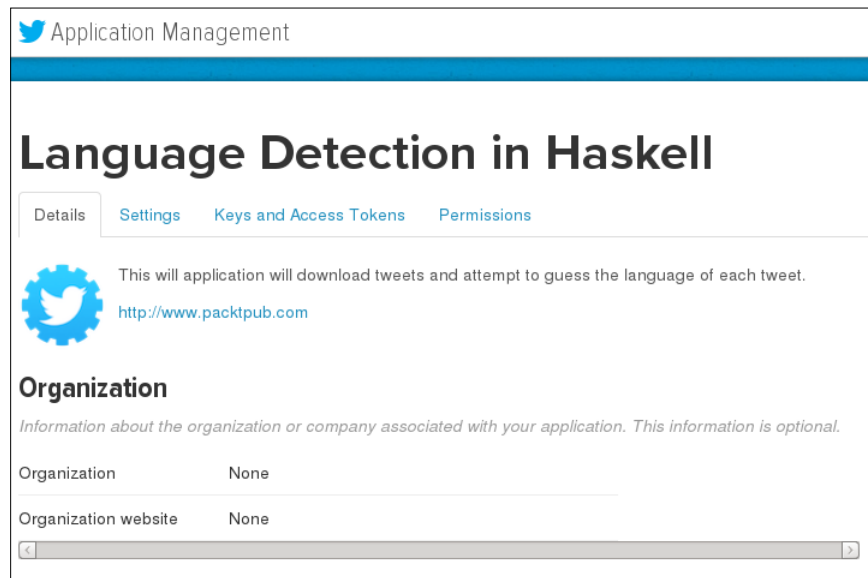 Application Management
Language Detection in Haskell
Details Settings Keys and Access Tokens Permissions
This will application will download tweets and attempt to guess the language of each tweet.
http://www.packtpub.com
Organization
Information about the organization or company associated with your application. This information is optional.
Organization None
Organization website None